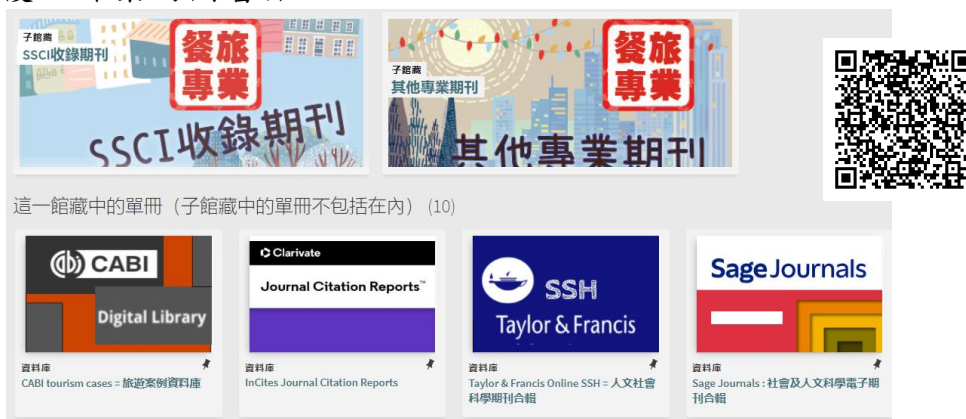 子館藏
SSCI收錄期刊
餐旅
專業
SSCI收錄期刊
子館藏
其他專業期刊
餐旅
專業
其他專業期刊
這一館藏中的單冊（子館藏中的單冊不包括在內） (10)
CABI
Digital Library
資料庫
CABI tourism cases = 旅遊案例資料庫
Clarivate
Journal Citation Reports™
資料庫
InCites Journal Citation Reports
SSH
Taylor & Francis
資料庫
Taylor & Francis Online SSH = 人文社會
科學期刊合輯
Sage Journals
資料庫
Sage Journals : 社會及人文科學電子期
刊合輯